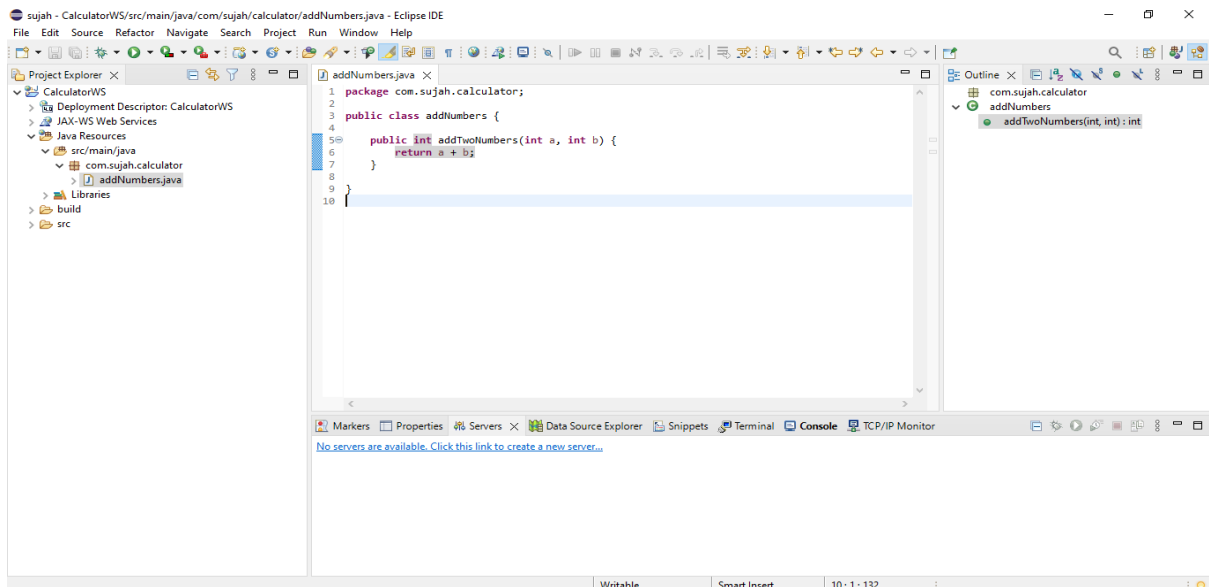 sujah - CalculatorWS/src/main/java/com/sujah/calculator/addNumbers.java - Eclipse IDE
File Edit Source Refactor Navigate Search Project Run Window Help
Project Explorer
CalculatorWS
Deployment Descriptor: CalculatorWS
JAX-WS Web Services
Java Resources
src/main/java
com.sujah.calculator
addNumbers.java
Libraries
build
src
addNumbers.java
1 package com.sujah.calculator;
2
3 public class addNumbers {
4
5 public int addTwoNumbers(int a, int b) {
6 return a + b;
7 }
8
9 }
10
Outline
com.sujah.calculator
addNumbers
addTwoNumbers(int, int) : int
Markers Properties Servers Data Source Explorer Snippets Terminal Console TCP/IP Monitor
No servers are available. Click this link to create a new server...
Writable Smart Insert 10 : 1 : 132